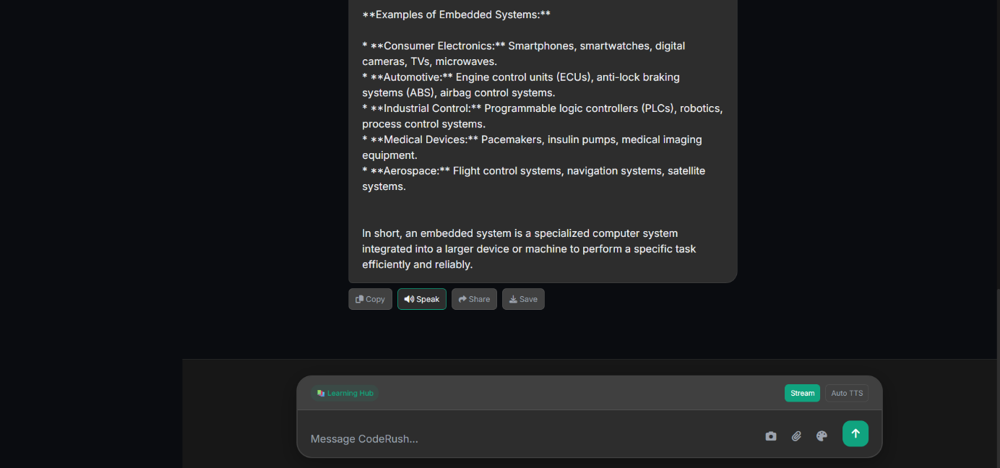 **Examples of Embedded Systems:**
* **Consumer Electronics:** Smartphones, smartwatches, digital
cameras, TVs, microwaves.
* **Automotive:** Engine control units (ECUs), anti-lock braking
systems (ABS), airbag control systems.
* **Industrial Control:** Programmable logic controllers (PLCs), robotics,
process control systems.
* **Medical Devices:** Pacemakers, insulin pumps, medical imaging
equipment.
* **Aerospace:** Flight control systems, navigation systems, satellite
systems.
In short, an embedded system is a specialized computer system
integrated into a larger device or machine to perform a specific task
efficiently and reliably.
Copy Speak Share Save
Learning Hub Stream Auto TTS
Message CodeRush...